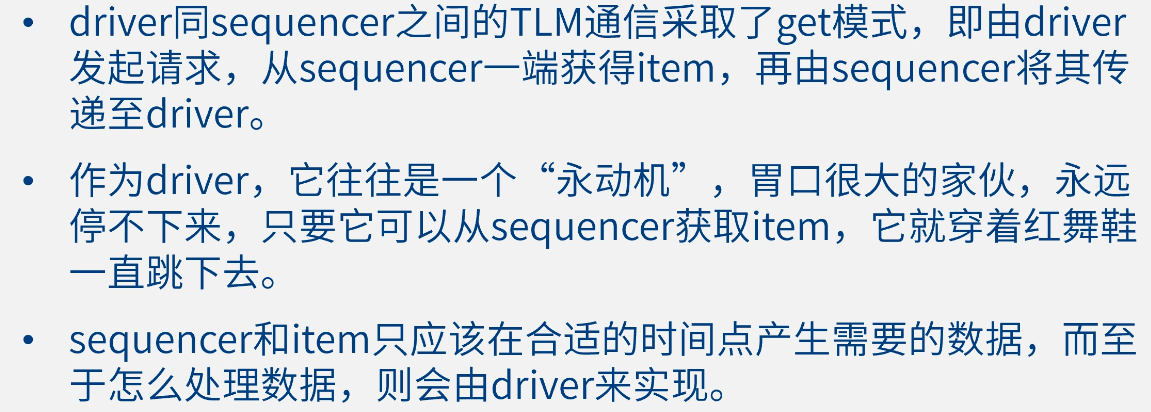 • driver同sequencer之间的TLM通信采取了get模式，即由driver
发起请求，从sequencer一端获得item，再由sequencer将其传
递至driver。
• 作为driver，它往往是一个“永动机”，胃口很大的家伙，永远
停不下来，只要它可以从sequencer获取item，它就穿着红舞鞋
一直跳下去。
• sequencer和item只应该在合适的时间点产生需要的数据，而至
于怎么处理数据，则会由driver来实现。